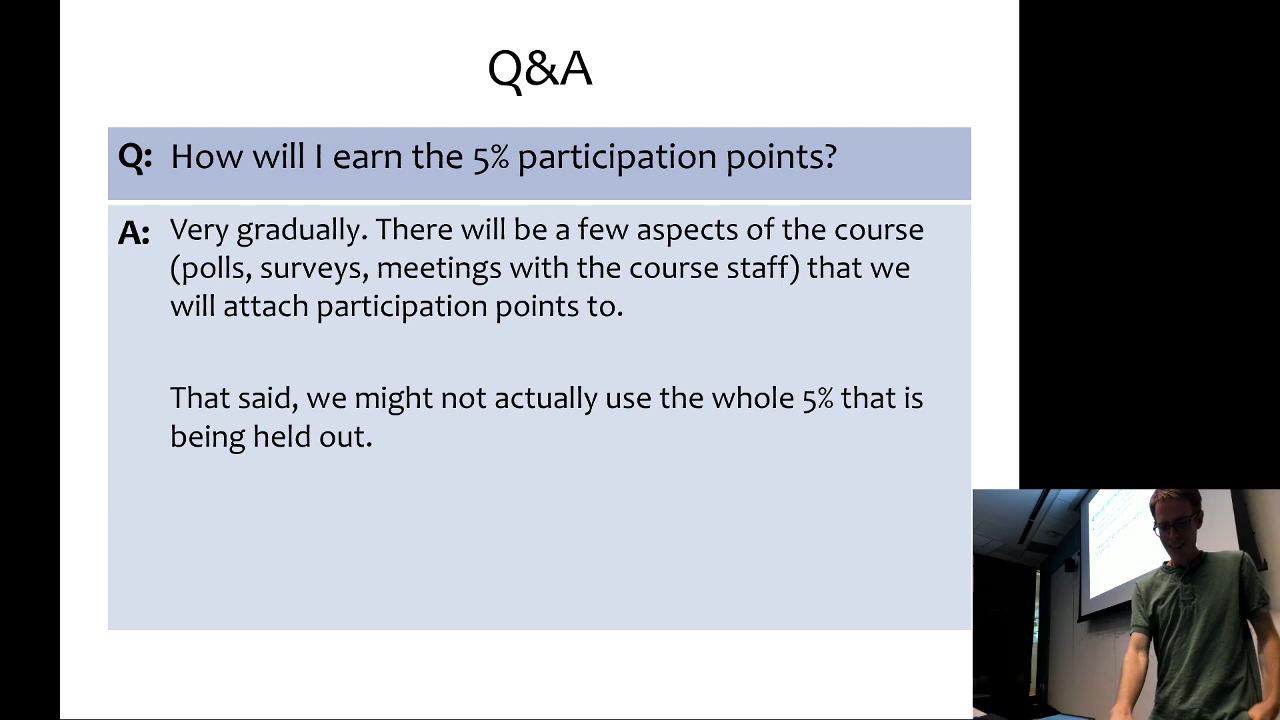 Q&A
Q: How will I earn the 5% participation points?
A: Very gradually. There will be a few aspects of the course
(polls, surveys, meetings with the course staff) that we
will attach participation points to.
That said, we might not actually use the whole 5% that is
being held out.